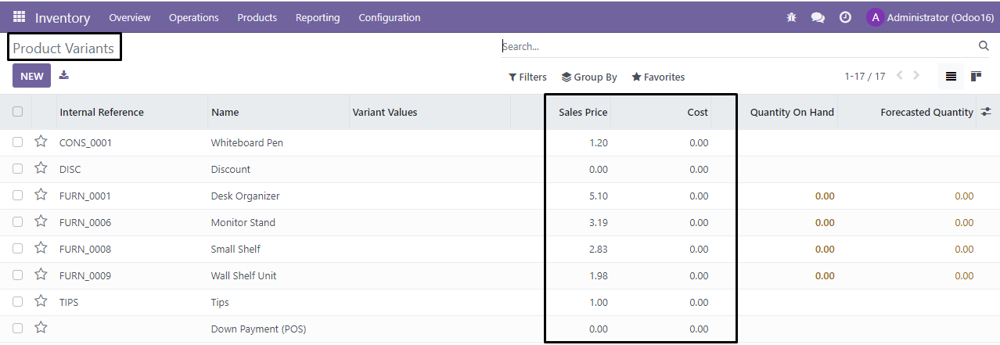 Inventory Overview Operations Products Reporting Configuration A Administrator (Odoo16)
Product Variants Search...
NEW Filters Group By Favorites 1-17 / 17
Internal Reference Name Variant Values Sales Price Cost Quantity On Hand Forecasted Quantity
CONS_0001 Whiteboard Pen 1.20 0.00
DISC Discount 0.00 0.00
FURN_0001 Desk Organizer 5.10 0.00 0.00 0.00
FURN_0006 Monitor Stand 3.19 0.00 0.00 0.00
FURN_0008 Small Shelf 2.83 0.00 0.00 0.00
FURN_0009 Wall Shelf Unit 1.98 0.00 0.00 0.00
TIPS Tips 1.00 0.00
Down Payment (POS) 0.00 0.00